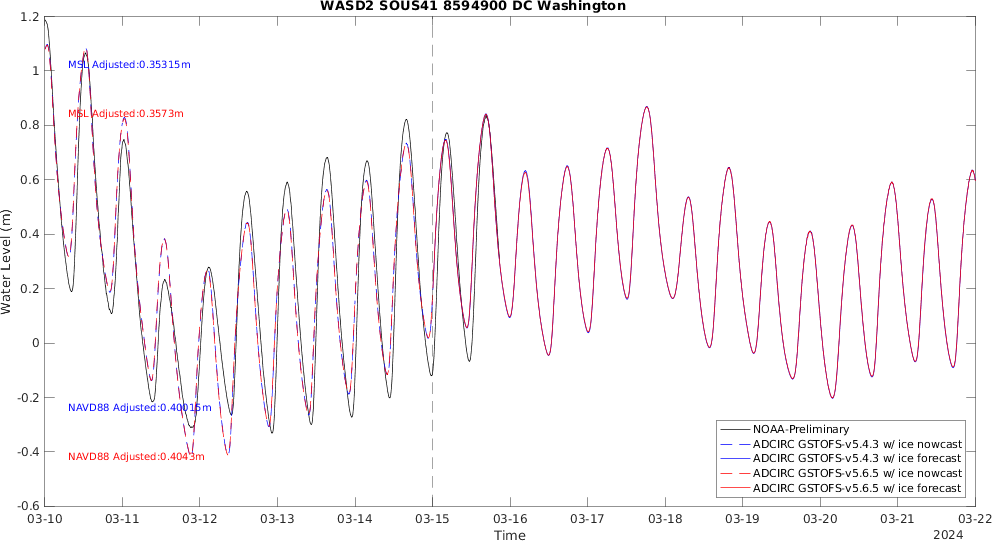 WASD2 SOUS41 8594900 DC Washington
1.2
1
0.8
0.6
0.4
0.2
0
-0.2
-0.4
-0.6
Water Level (m)
MSL Adjusted:0.35315m
MSL Adjusted:0.3573m
NAVD88 Adjusted:0.40015m
NAVD88 Adjusted:0.4043m
NOAA-Preliminary
ADCIRC GSTOFS-v5.4.3 w/ ice nowcast
ADCIRC GSTOFS-v5.4.3 w/ ice forecast
ADCIRC GSTOFS-v5.6.5 w/ ice nowcast
ADCIRC GSTOFS-v5.6.5 w/ ice forecast
03-10 03-11 03-12 03-13 03-14 03-15 03-16 03-17 03-18 03-19 03-20 03-21 03-22
Time
2024